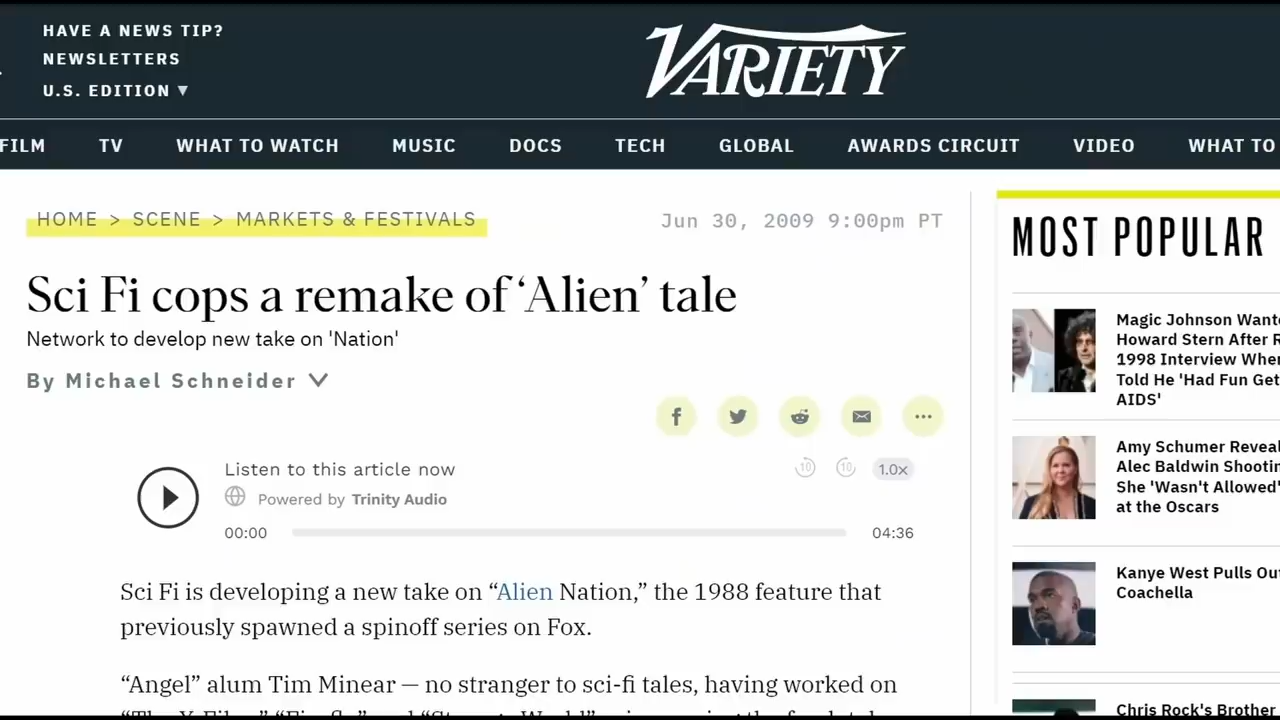 HAVE A NEWS TIP?
NEWSLETTERS
U.S. EDITION ▼
VARIETY
FILM TV WHAT TO WATCH MUSIC DOCS TECH GLOBAL AWARDS CIRCUIT VIDEO WHAT TO
HOME > SCENE > MARKETS & FESTIVALS
Jun 30, 2009 9:00pm PT
Sci Fi cops a remake of ‘Alien’ tale
Network to develop new take on 'Nation'
By Michael Schneider
Listen to this article now
10 10 1.0x
Powered by Trinity Audio
00:00 04:36
Sci Fi is developing a new take on “Alien Nation,” the 1988 feature that
previously spawned a spinoff series on Fox.
“Angel” alum Tim Minear — no stranger to sci-fi tales, having worked on
MOST POPULAR
Magic Johnson
Howard Stern After
1998 Interview
Told He 'Had Fun
AIDS'
Amy Schumer
Alec Baldwin
She 'Wasn't Allowed'
at the Oscars
Kanye West Pulls
Coachella
Chris Rock's Brother